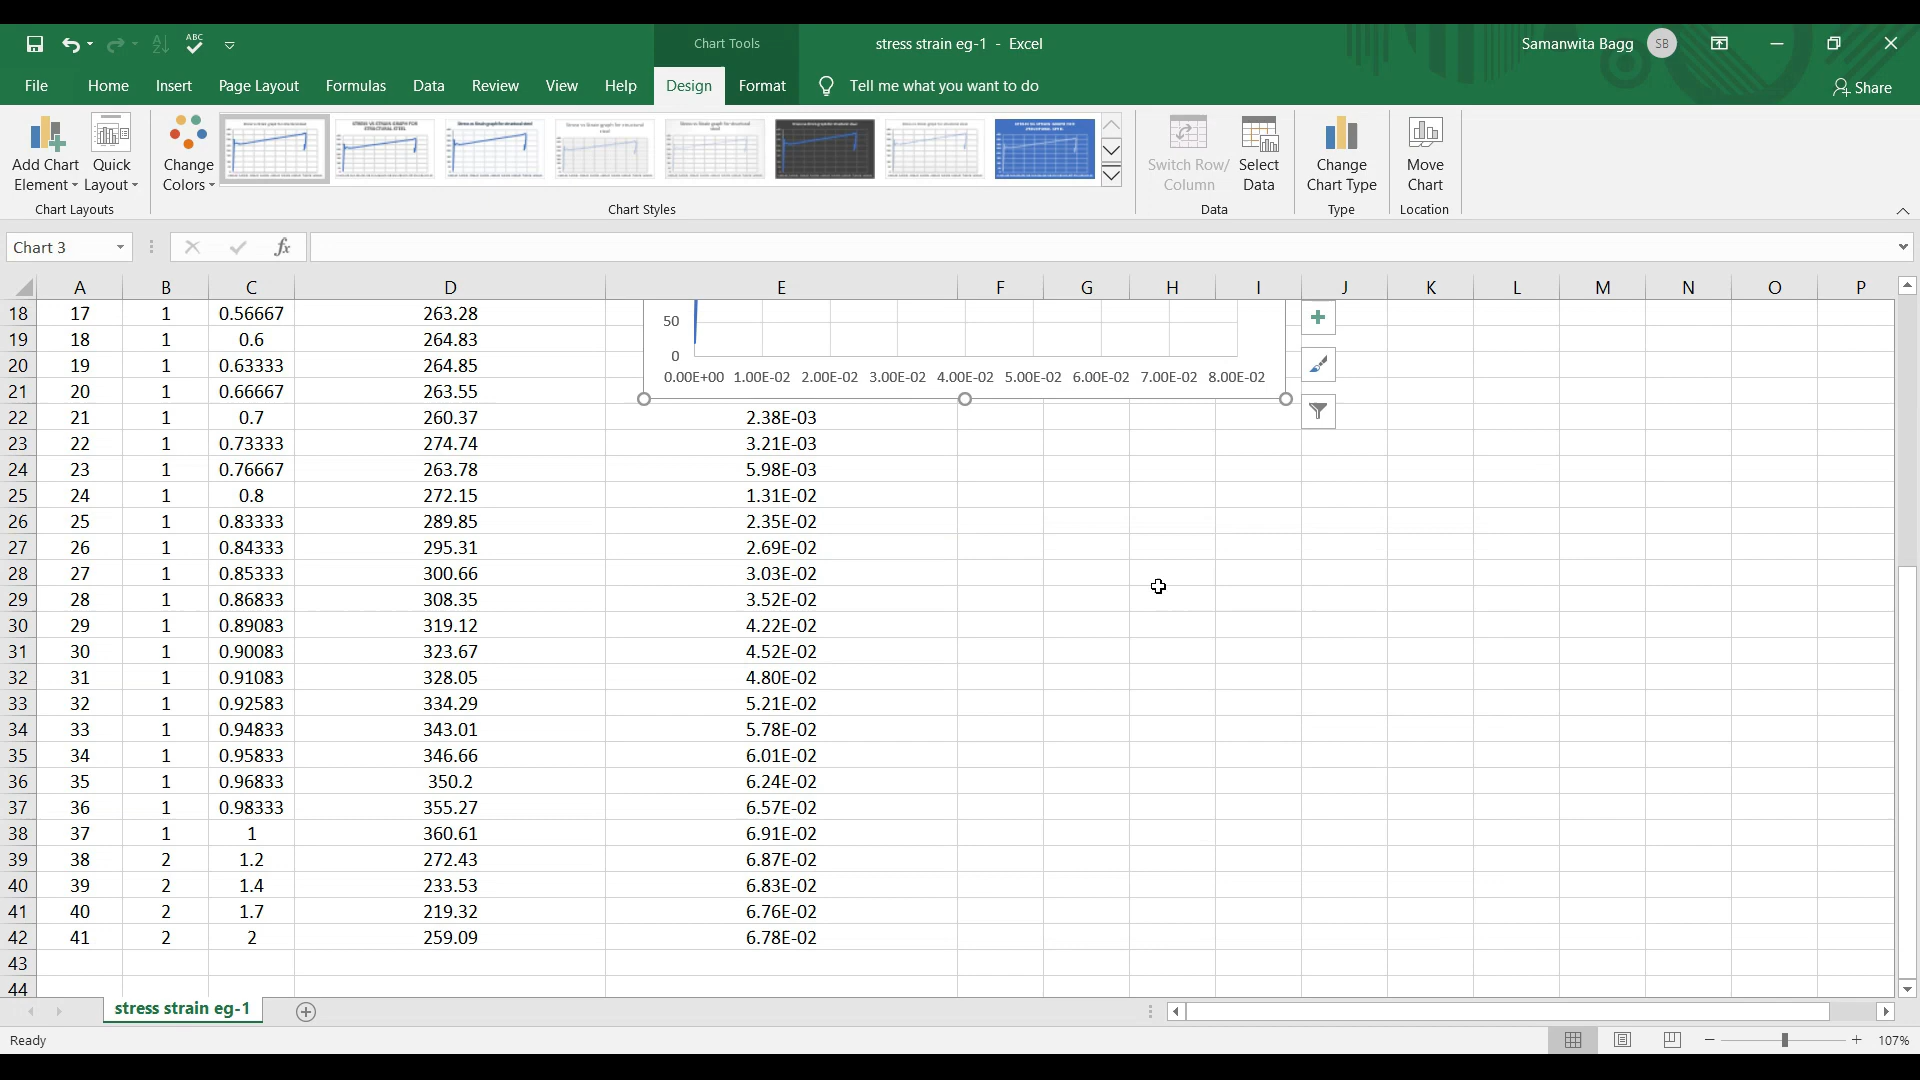 ABC
Chart Tools
stress strain eg-1 - Excel
Samanwita Bagg SB
File Home Insert Page Layout Formulas Data Review View Help Design Format Tell me what you want to do Share
Add Chart Element
Quick Layout
Change Colors
Switch Row/ Column
Select Data
Change Chart Type
Move Chart
Chart Layouts Chart Styles Data Type Location
Chart 3 fx
A B C D E F G H I J K L M N O P
18 17 1 0.56667 263.28
19 18 1 0.6 264.83
20 19 1 0.63333 264.85
21 20 1 0.66667 263.55
50
0
0.00E+00 1.00E-02 2.00E-02 3.00E-02 4.00E-02 5.00E-02 6.00E-02 7.00E-02 8.00E-02
22 21 1 0.7 260.37 2.38E-03
23 22 1 0.73333 274.74 3.21E-03
24 23 1 0.76667 263.78 5.98E-03
25 24 1 0.8 272.15 1.31E-02
26 25 1 0.83333 289.85 2.35E-02
27 26 1 0.84333 295.31 2.69E-02
28 27 1 0.85333 300.66 3.03E-02
29 28 1 0.86833 308.35 3.52E-02
30 29 1 0.89083 319.12 4.22E-02
31 30 1 0.90083 323.67 4.52E-02
32 31 1 0.91083 328.05 4.80E-02
33 32 1 0.92583 334.29 5.21E-02
34 33 1 0.94833 343.01 5.78E-02
35 34 1 0.95833 346.66 6.01E-02
36 35 1 0.96833 350.2 6.24E-02
37 36 1 0.98333 355.27 6.57E-02
38 37 1 1 360.61 6.91E-02
39 38 2 1.2 272.43 6.87E-02
40 39 2 1.4 233.53 6.83E-02
41 40 2 1.7 219.32 6.76E-02
42 41 2 2 259.09 6.78E-02
43
44
stress strain eg-1
Ready 107%